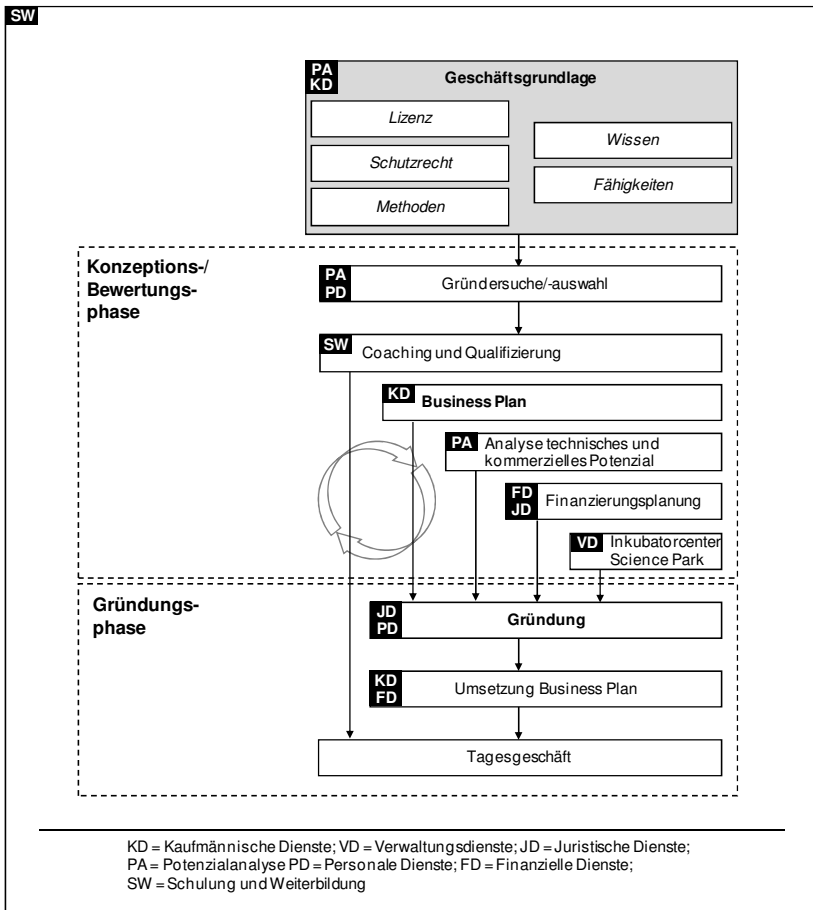 SW
PA
KD
Geschäftsgrundlage
Lizenz
Wissen
Schutzrecht
Fähigkeiten
Methoden
Konzeptions-/
Bewertungs-
phase
PA
PD
Gründersuche/-auswahl
SW
Coaching und Qualifizierung
KD
Business Plan
PA
Analyse technisches und
kommerzielles Potenzial
FD
JD
Finanzierungsplanung
VD
Inkubatorcenter
Science Park
Gründungs-
phase
JD
PD
Gründung
KD
FD
Umsetzung Business Plan
Tagesgeschäft
KD = Kaufmännische Dienste; VD = Verwaltungsdienste; JD = Juristische Dienste;
PA = Potenzialanalyse PD = Personale Dienste; FD = Finanzielle Dienste;
SW = Schulung und Weiterbildung